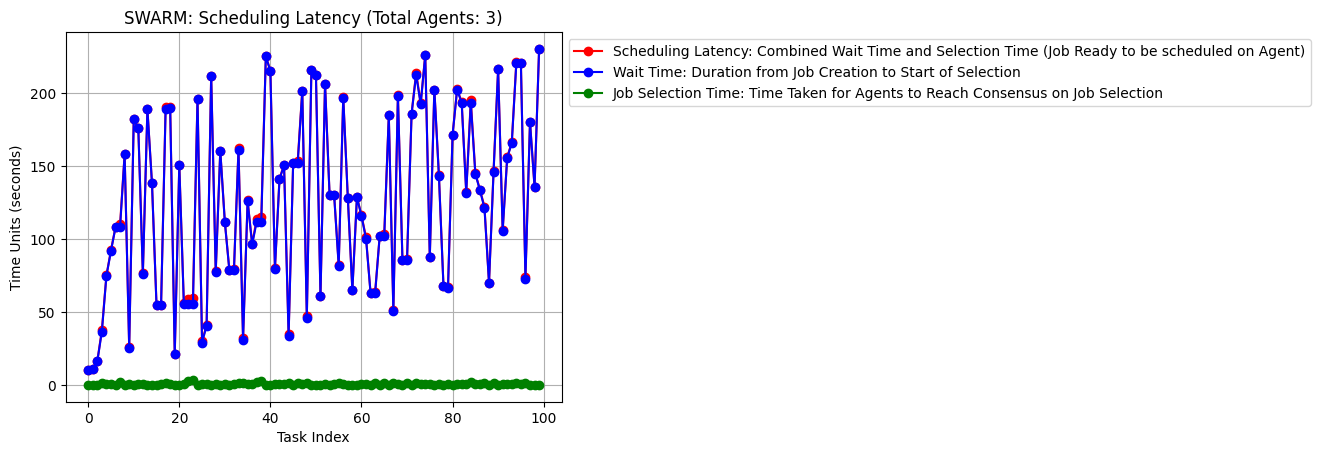 SWARM: Scheduling Latency (Total Agents: 3)
Scheduling Latency: Combined Wait Time and Selection Time (Job Ready to be scheduled on Agent)
Wait Time: Duration from Job Creation to Start of Selection
Job Selection Time: Time Taken for Agents to Reach Consensus on Job Selection
Time Units (seconds)
200
150
100
50
0
0 20 40 60 80 100
Task Index